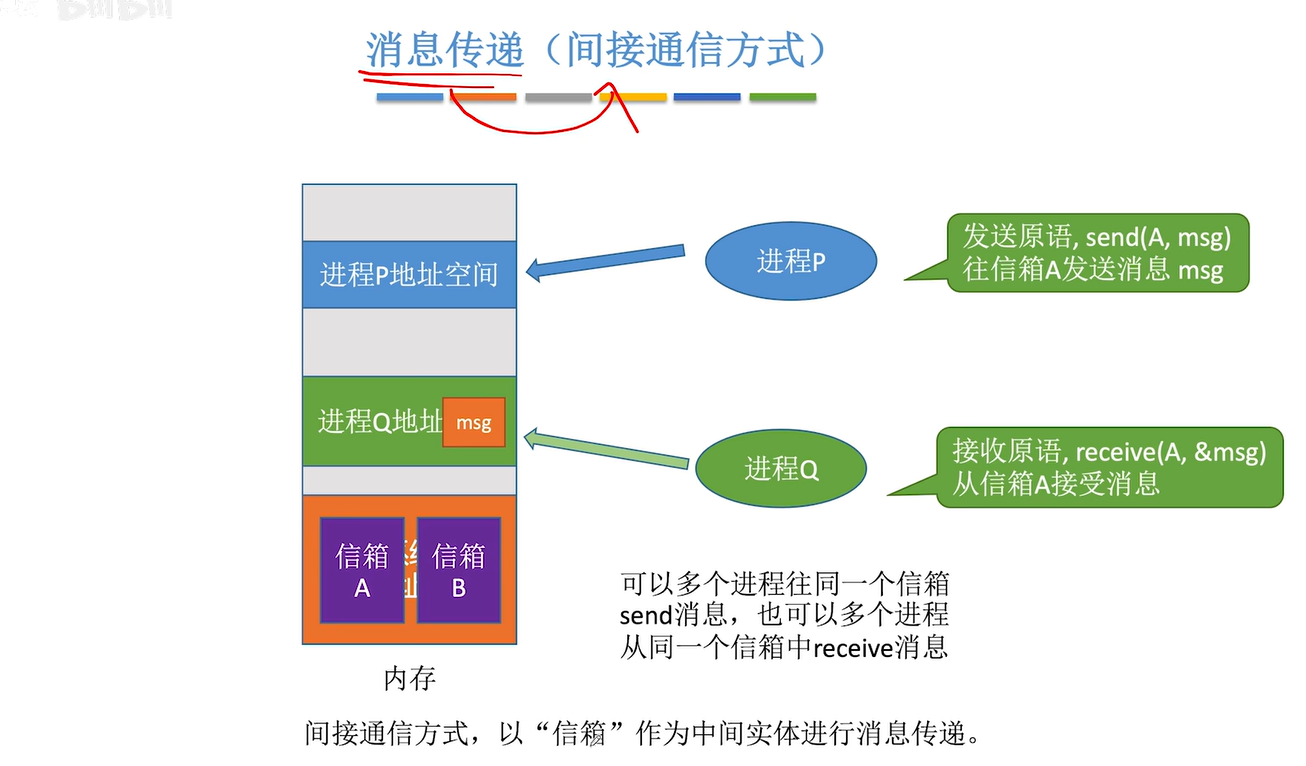 消息传递（间接通信方式）
进程P地址空间
进程P
发送原语, send(A, msg)
往信箱A发送消息 msg
进程Q地址
msg
进程Q
接收原语, receive(A, &msg)
从信箱A接受消息
信箱
A
信箱
B
可以多个进程往同一个信箱
send消息，也可以多个进程
从同一个信箱中receive消息
内存
间接通信方式，以“信箱”作为中间实体进行消息传递。